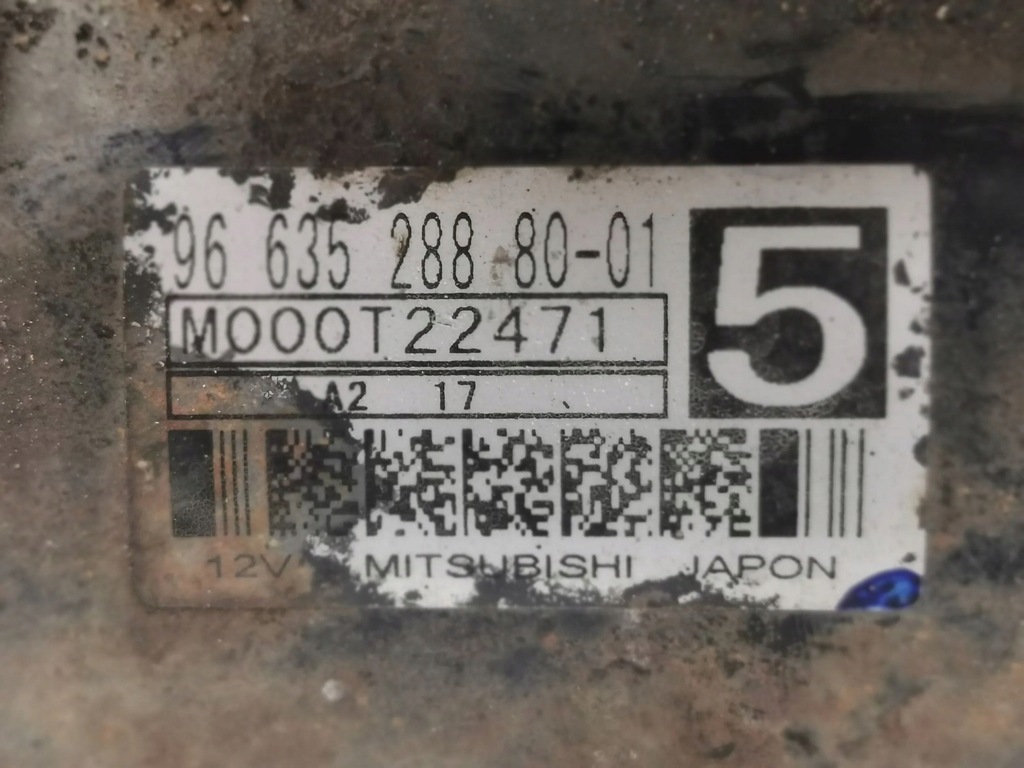 96 635 288 80-01
5
M000T22471
A2 17
12V MITSUBISHI JAPON